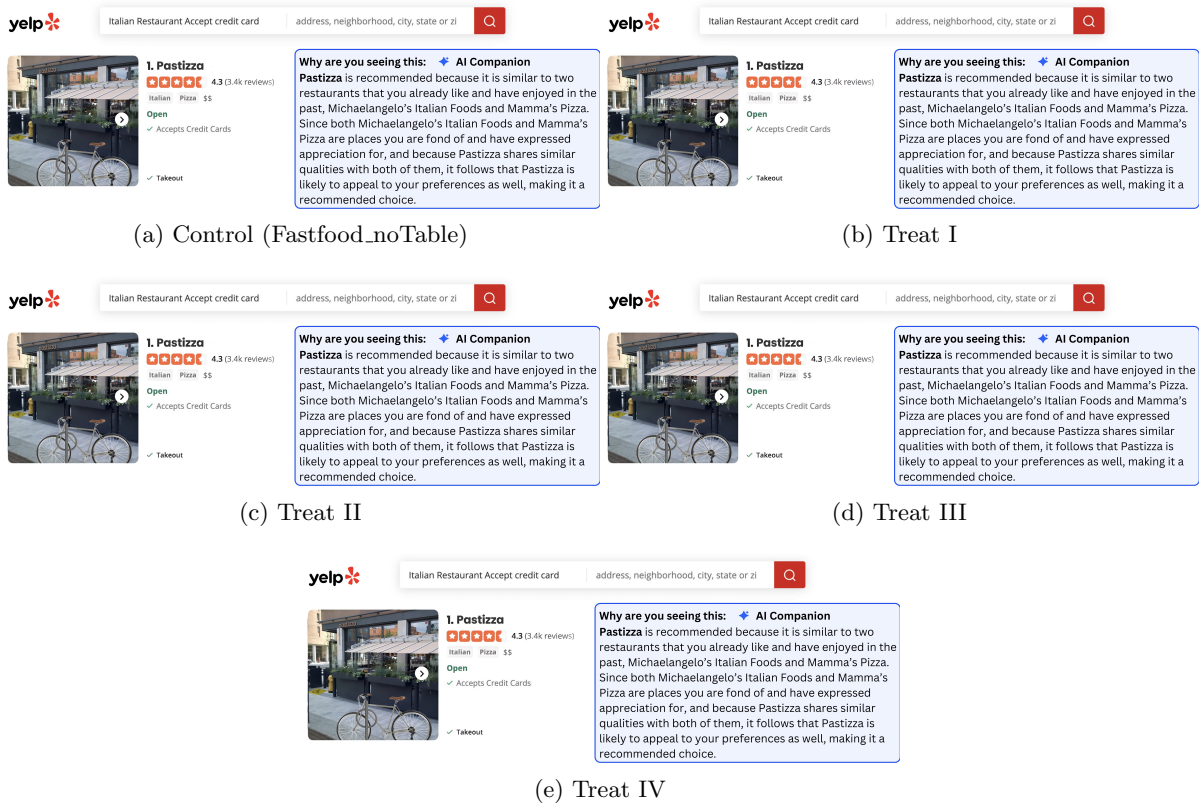 yelp
Italian Restaurant Accept credit card address, neighborhood, city, state or zi
1. Pastizza
4.3 (3.4k reviews)
Italian Pizza $$
Open
Accepts Credit Cards
Takeout
Why are you seeing this: AI Companion
Pastizza is recommended because it is similar to two
restaurants that you already like and have enjoyed in the
past, Michaelangelo's Italian Foods and Mamma's Pizza.
Since both Michaelangelo's Italian Foods and Mamma's
Pizza are places you are fond of and have expressed
appreciation for, and because Pastizza shares similar
qualities with both of them, it follows that Pastizza is
likely to appeal to your preferences as well, making it a
recommended choice.
(a) Control (Fastfood_noTable)
yelp
Italian Restaurant Accept credit card address, neighborhood, city, state or zi
1. Pastizza
4.3 (3.4k reviews)
Italian Pizza $$
Open
Accepts Credit Cards
Takeout
Why are you seeing this: AI Companion
Pastizza is recommended because it is similar to two
restaurants that you already like and have enjoyed in the
past, Michaelangelo's Italian Foods and Mamma's Pizza.
Since both Michaelangelo's Italian Foods and Mamma's
Pizza are places you are fond of and have expressed
appreciation for, and because Pastizza shares similar
qualities with both of them, it follows that Pastizza is
likely to appeal to your preferences as well, making it a
recommended choice.
(b) Treat I
yelp
Italian Restaurant Accept credit card address, neighborhood, city, state or zi
1. Pastizza
4.3 (3.4k reviews)
Italian Pizza $$
Open
Accepts Credit Cards
Takeout
Why are you seeing this: AI Companion
Pastizza is recommended because it is similar to two
restaurants that you already like and have enjoyed in the
past, Michaelangelo's Italian Foods and Mamma's Pizza.
Since both Michaelangelo's Italian Foods and Mamma's
Pizza are places you are fond of and have expressed
appreciation for, and because Pastizza shares similar
qualities with both of them, it follows that Pastizza is
likely to appeal to your preferences as well, making it a
recommended choice.
(c) Treat II
yelp
Italian Restaurant Accept credit card address, neighborhood, city, state or zi
1. Pastizza
4.3 (3.4k reviews)
Italian Pizza $$
Open
Accepts Credit Cards
Takeout
Why are you seeing this: AI Companion
Pastizza is recommended because it is similar to two
restaurants that you already like and have enjoyed in the
past, Michaelangelo's Italian Foods and Mamma's Pizza.
Since both Michaelangelo's Italian Foods and Mamma's
Pizza are places you are fond of and have expressed
appreciation for, and because Pastizza shares similar
qualities with both of them, it follows that Pastizza is
likely to appeal to your preferences as well, making it a
recommended choice.
(d) Treat III
yelp
Italian Restaurant Accept credit card address, neighborhood, city, state or zi
1. Pastizza
4.3 (3.4k reviews)
Italian Pizza $$
Open
Accepts Credit Cards
Takeout
Why are you seeing this: AI Companion
Pastizza is recommended because it is similar to two
restaurants that you already like and have enjoyed in the
past, Michaelangelo's Italian Foods and Mamma's Pizza.
Since both Michaelangelo's Italian Foods and Mamma's
Pizza are places you are fond of and have expressed
appreciation for, and because Pastizza shares similar
qualities with both of them, it follows that Pastizza is
likely to appeal to your preferences as well, making it a
recommended choice.
(e) Treat IV